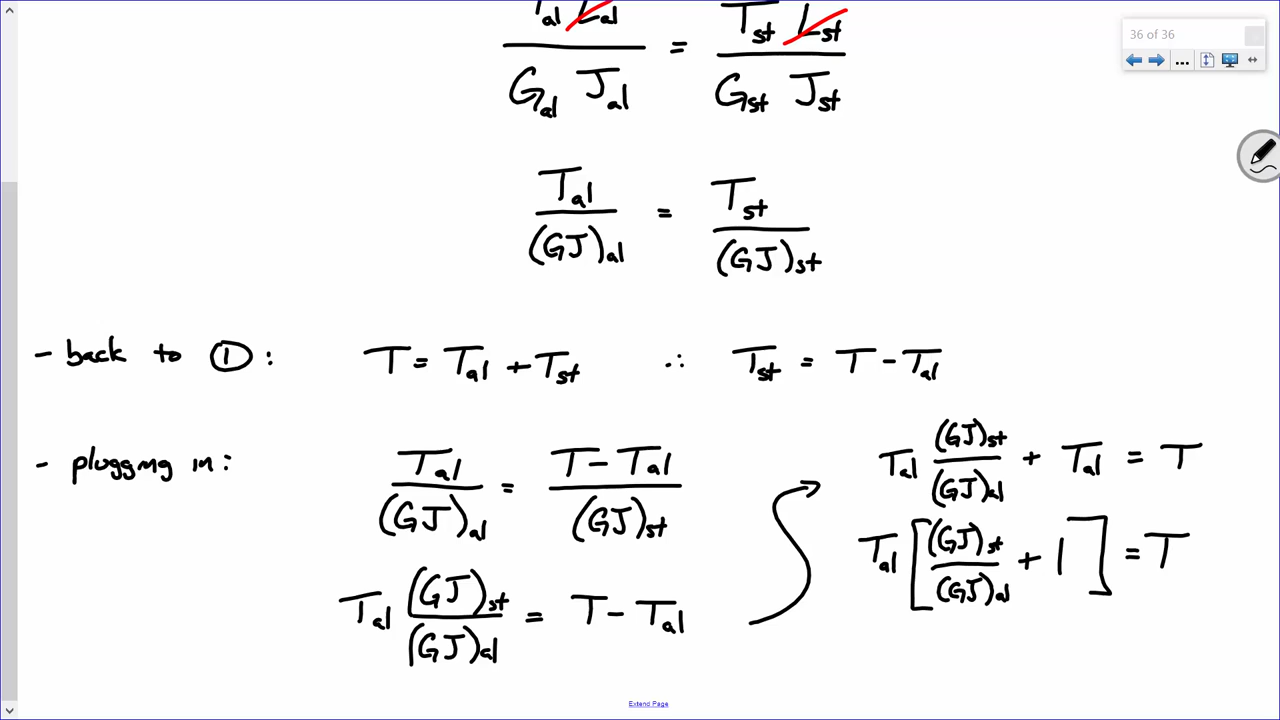 T_al L_al / G_al J_al = T_st L_st / G_st J_st
36 of 36
...
T_al / (GJ)_al = T_st / (GJ)_st
- back to ① : T = T_al + T_st ∴ T_st = T - T_al
- plugging in: T_al / (GJ)_al = (T - T_al) / (GJ)_st
T_al (GJ)_st / (GJ)_al = T - T_al
T_al (GJ)_st / (GJ)_al + T_al = T
T_al [ (GJ)_st / (GJ)_al + 1 ] = T
Extend Page